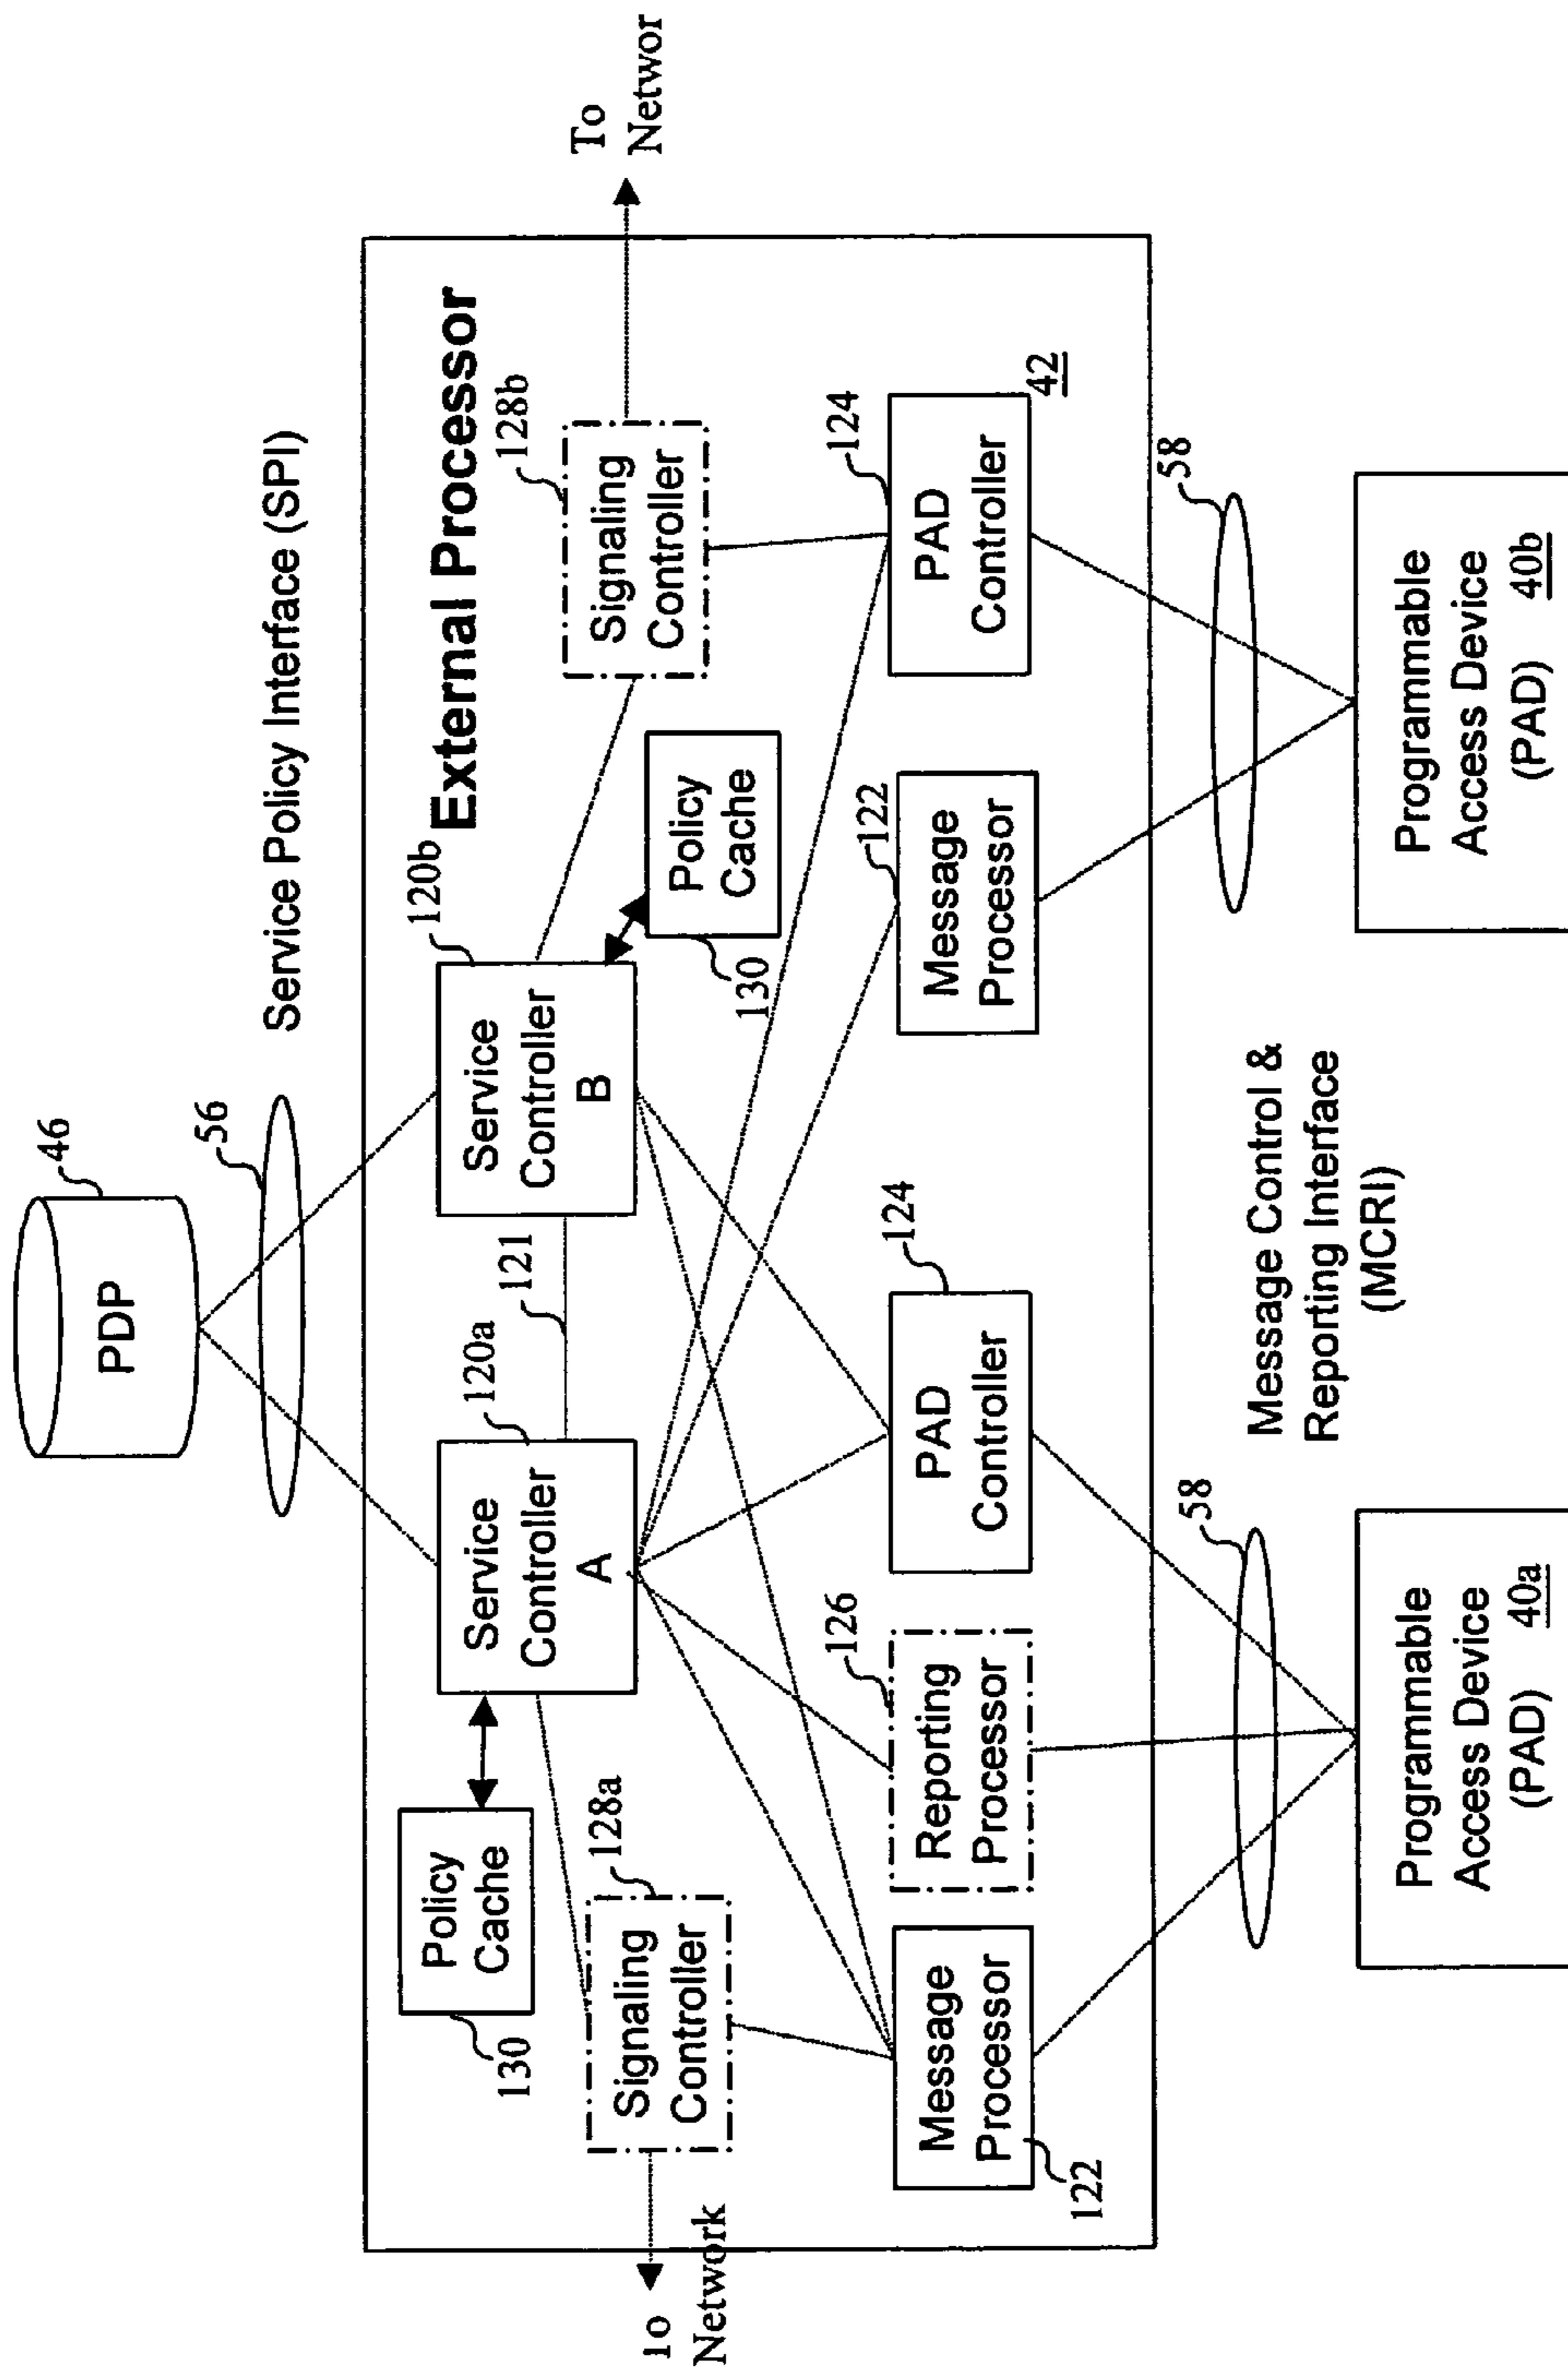 PDP
46
56
Service Policy Interface (SPI)
External Processor
Policy
Cache
130
Service
Controller
A
120a
121
Service
Controller
B
120b
Policy
Cache
130
Signaling
Controller
128a
Signaling
Controller
128b
To
Network
To
Networ
Message
Processor
122
Reporting
Processor
126
PAD
Controller
124
Message
Processor
122
PAD
Controller
124
42
58
Message Control &
Reporting Interface
(MCRI)
58
Programmable
Access Device
(PAD) 40a
Programmable
Access Device
(PAD) 40b